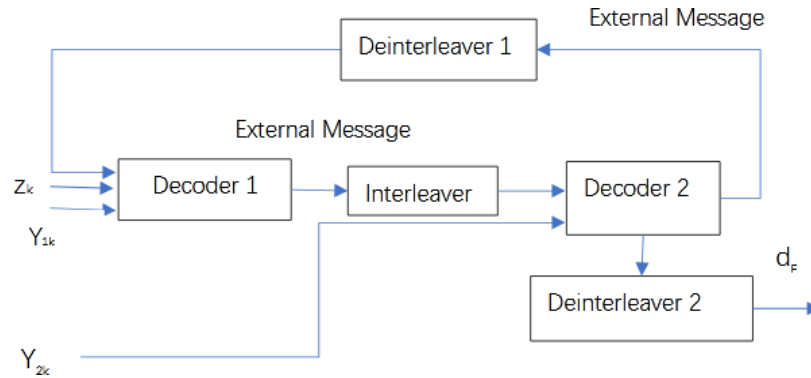 External Message
Deinterleaver 1
External Message
Decoder 1
Interleaver
Decoder 2
Zk
Y1k
Deinterleaver 2
dF
Y2k